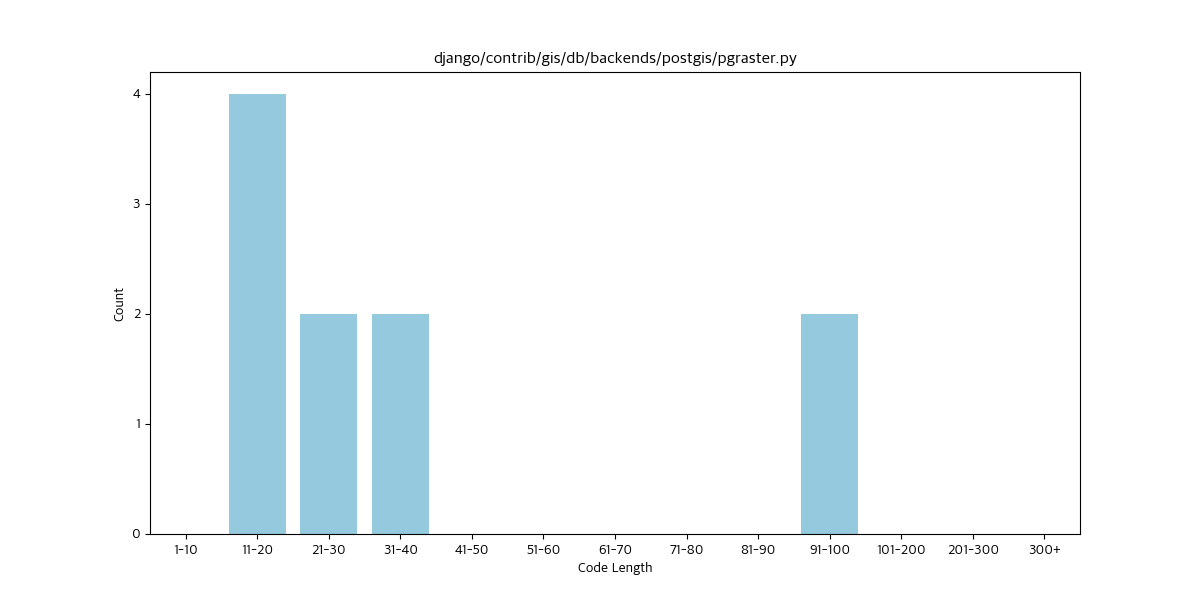 django/contrib/gis/db/backends/postgis/pgraster.py
4
3
2
1
0
Count
1-10 11-20 21-30 31-40 41-50 51-60 61-70 71-80 81-90 91-100 101-200 201-300 300+
Code Length